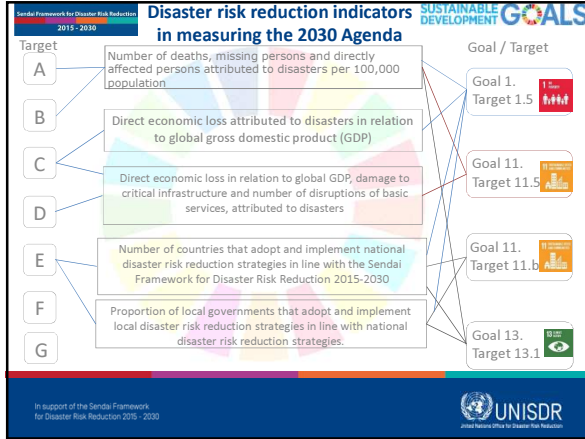 Sendai Framework for Disaster Risk Reduction
2015 - 2030
Disaster risk reduction indicators
in measuring the 2030 Agenda
SUSTAINABLE
DEVELOPMENT
GOALS
Target
Goal / Target
A
B
C
D
E
F
G
Number of deaths, missing persons and directly
affected persons attributed to disasters per 100,000
population
Direct economic loss attributed to disasters in relation
to global gross domestic product (GDP)
Direct economic loss in relation to global GDP, damage to
critical infrastructure and number of disruptions of basic
services, attributed to disasters
Number of countries that adopt and implement national
disaster risk reduction strategies in line with the Sendai
Framework for Disaster Risk Reduction 2015-2030
Proportion of local governments that adopt and implement
local disaster risk reduction strategies in line with national
disaster risk reduction strategies.
Goal 1.
Target 1.5
Goal 11.
Target 11.5
Goal 11.
Target 11.b
Goal 13.
Target 13.1
In support of the Sendai Framework
for Disaster Risk Reduction 2015 - 2030
UNISDR
United Nations Office for Disaster Risk Reduction